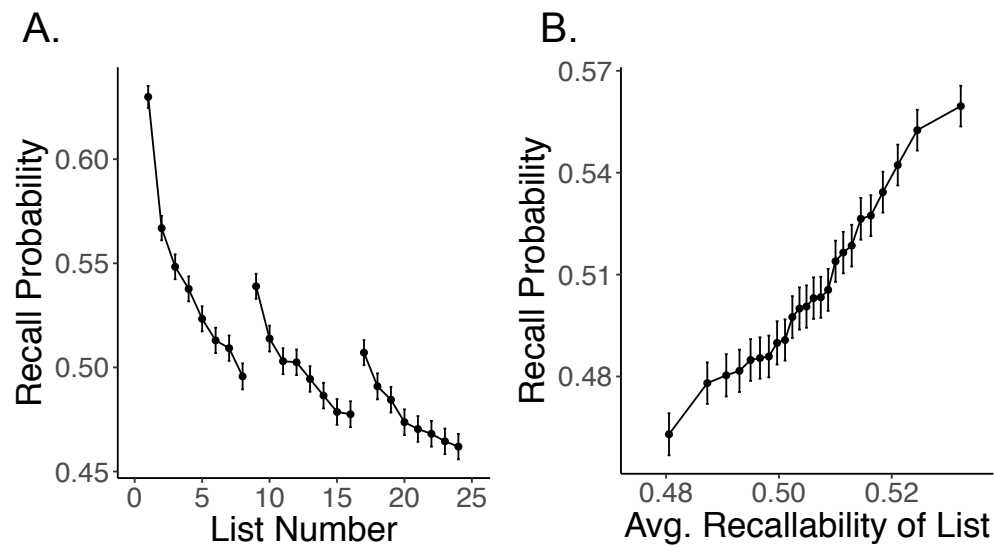 A.
Recall Probability
0.60
0.55
0.50
0.45
0 5 10 15 20 25
List Number
B.
Recall Probability
0.57
0.54
0.51
0.48
0.48 0.50 0.52
Avg. Recallability of List